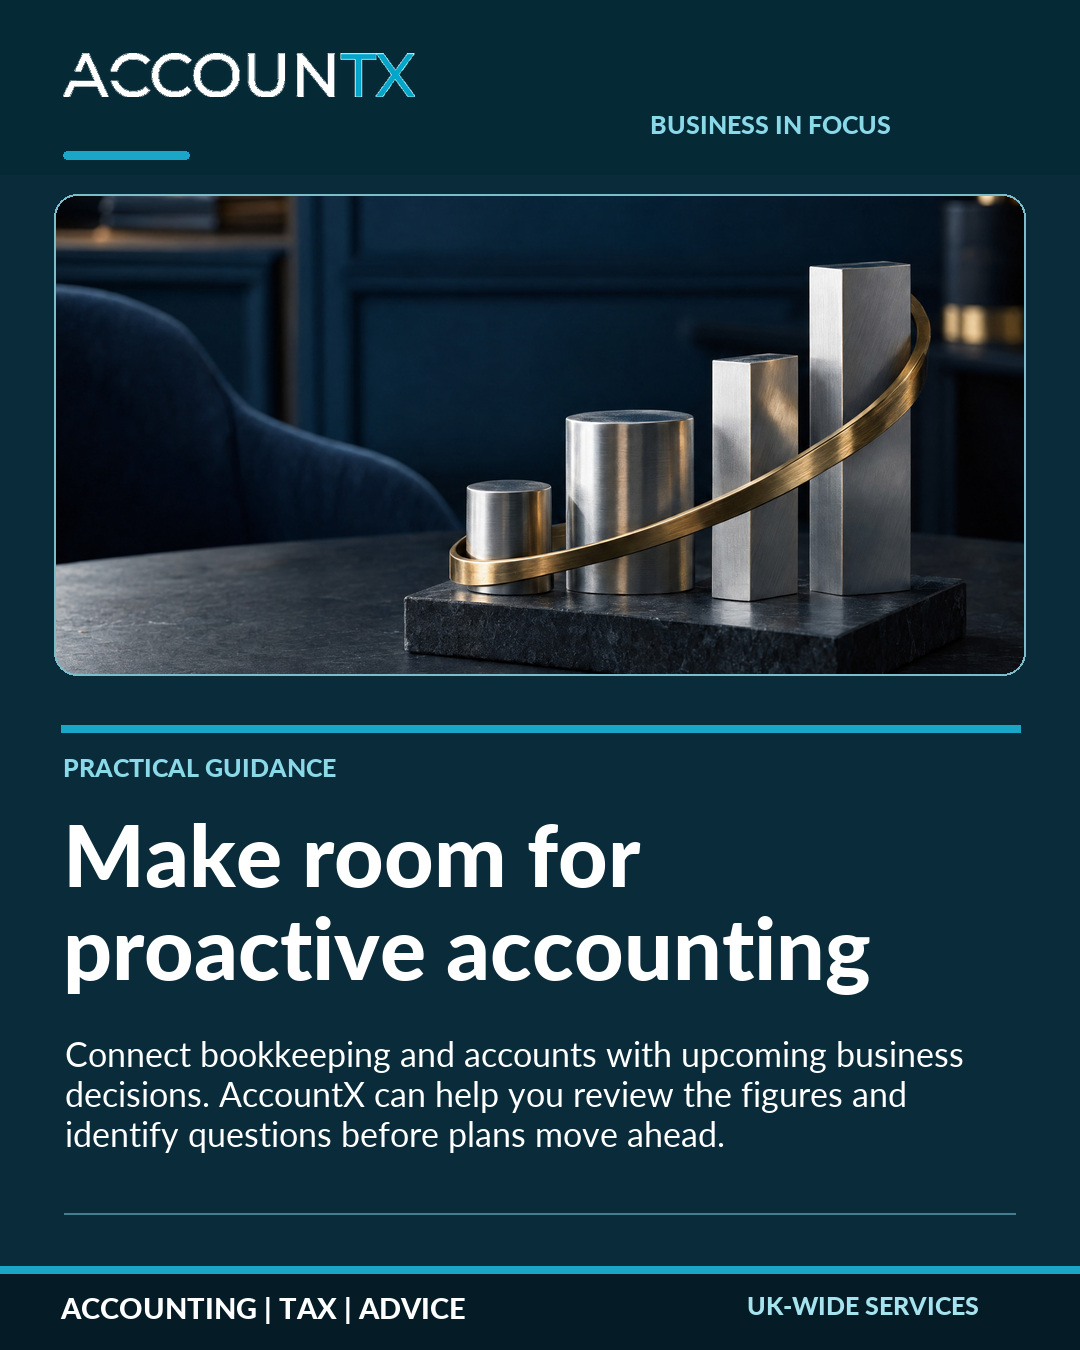 ACCOUNTX
BUSINESS IN FOCUS
PRACTICAL GUIDANCE
Make room for
proactive accounting
Connect bookkeeping and accounts with upcoming business
decisions. AccountX can help you review the figures and
identify questions before plans move ahead.
ACCOUNTING | TAX | ADVICE
UK-WIDE SERVICES